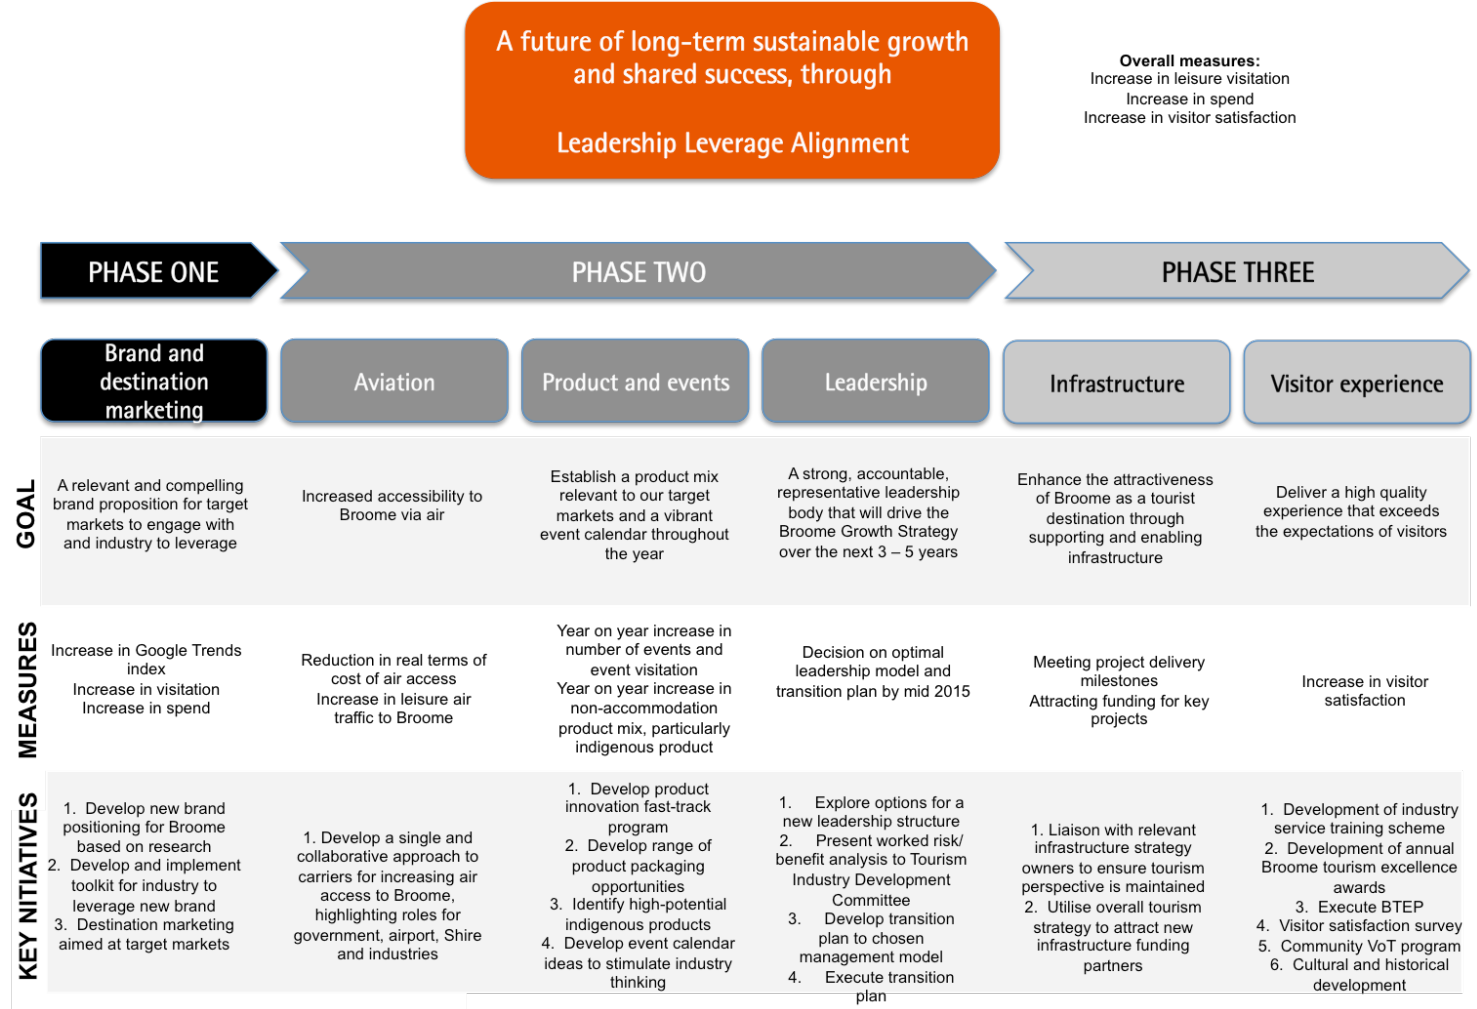 A future of long-term sustainable growth
and shared success, through
Leadership Leverage Alignment
Overall measures:
Increase in leisure visitation
Increase in spend
Increase in visitor satisfaction
PHASE ONE
PHASE TWO
PHASE THREE
Brand and
destination
marketing
Aviation
Product and events
Leadership
Infrastructure
Visitor experience
GOAL
A relevant and compelling
brand proposition for target
markets to engage with
and industry to leverage
Increased accessibility to
Broome via air
Establish a product mix
relevant to our target
markets and a vibrant
event calendar throughout
the year
A strong, accountable,
representative leadership
body that will drive the
Broome Growth Strategy
over the next 3 – 5 years
Enhance the attractiveness
of Broome as a tourist
destination through
supporting and enabling
infrastructure
Deliver a high quality
experience that exceeds
the expectations of visitors
MEASURES
Increase in Google Trends
index
Increase in visitation
Increase in spend
Reduction in real terms of
cost of air access
Increase in leisure air
traffic to Broome
Year on year increase in
number of events and
event visitation
Year on year increase in
non-accommodation
product mix, particularly
indigenous product
Decision on optimal
leadership model and
transition plan by mid 2015
Meeting project delivery
milestones
Attracting funding for key
projects
Increase in visitor
satisfaction
KEY NITIATIVES
1. Develop new brand
positioning for Broome
based on research
2. Develop and implement
toolkit for industry to
leverage new brand
3. Destination marketing
aimed at target markets
1. Develop a single and
collaborative approach to
carriers for increasing air
access to Broome,
highlighting roles for
government, airport, Shire
and industries
1. Develop product
innovation fast-track
program
2. Develop range of
product packaging
opportunities
3. Identify high-potential
indigenous products
4. Develop event calendar
ideas to stimulate industry
thinking
1. Explore options for a
new leadership structure
2. Present worked risk/
benefit analysis to Tourism
Industry Development
Committee
3. Develop transition
plan to chosen
management model
4. Execute transition
plan
1. Liaison with relevant
infrastructure strategy
owners to ensure tourism
perspective is maintained
2. Utilise overall tourism
strategy to attract new
infrastructure funding
partners
1. Development of industry
service training scheme
2. Development of annual
Broome tourism excellence
awards
3. Execute BTEP
4. Visitor satisfaction survey
5. Community VoT program
6. Cultural and historical
development